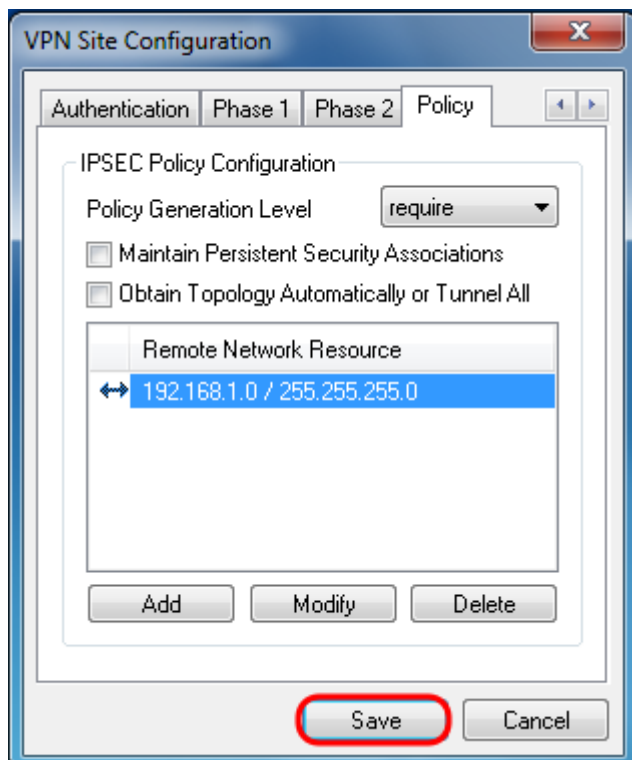 VPN Site Configuration
Authentication Phase 1 Phase 2 Policy
IPSEC Policy Configuration
Policy Generation Level require
Maintain Persistent Security Associations
Obtain Topology Automatically or Tunnel All
Remote Network Resource
192.168.1.0 / 255.255.255.0
Add Modify Delete
Save Cancel